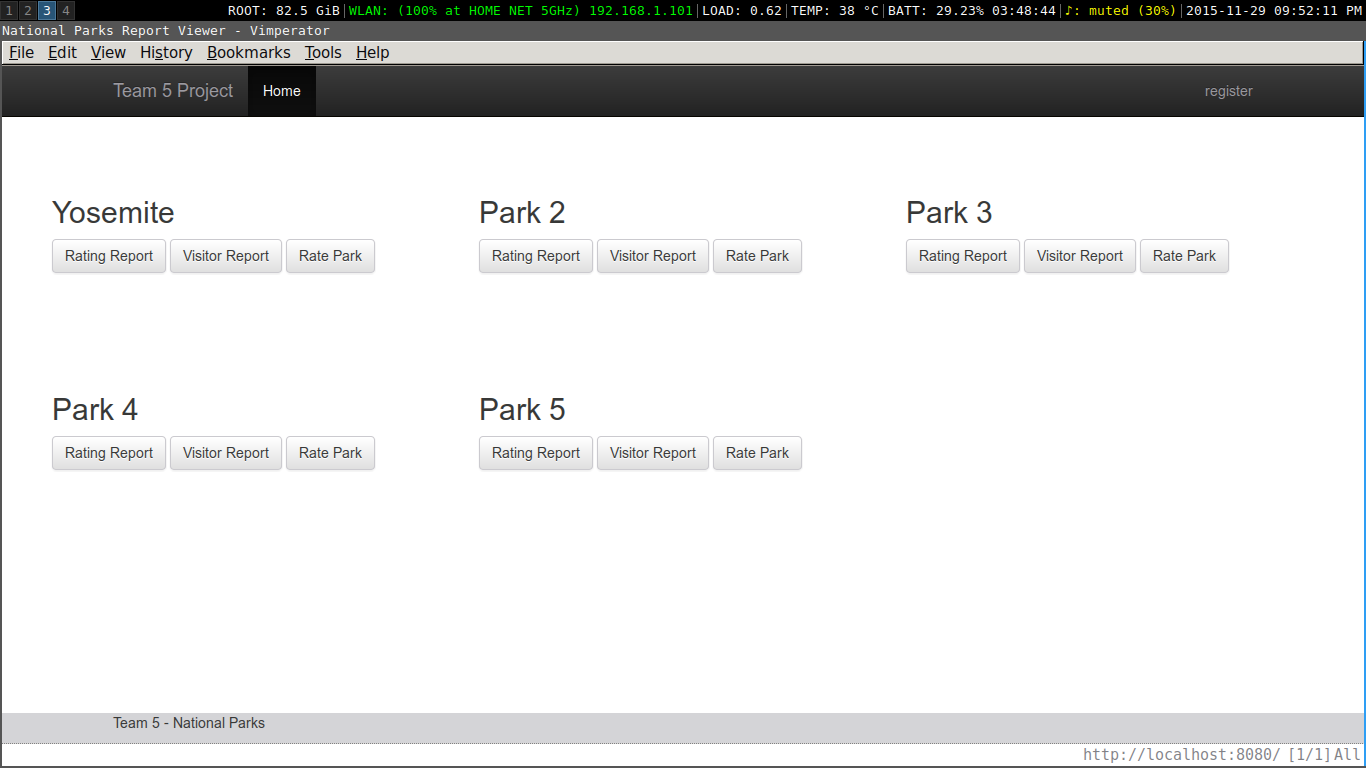 1 2 3 4 ROOT: 82.5 GiB|WLAN: (100% at HOME NET 5GHz) 192.168.1.101|LOAD: 0.62|TEMP: 38 °C|BATT: 29.23% 03:48:44|♪: muted (30%)|2015-11-29 09:52:11 PM
National Parks Report Viewer - Vimperator
File Edit View History Bookmarks Tools Help
Team 5 Project Home register
Yosemite Park 2 Park 3
Rating Report Visitor Report Rate Park Rating Report Visitor Report Rate Park Rating Report Visitor Report Rate Park
Park 4 Park 5
Rating Report Visitor Report Rate Park Rating Report Visitor Report Rate Park
Team 5 - National Parks
http://localhost:8080/ [1/1] All